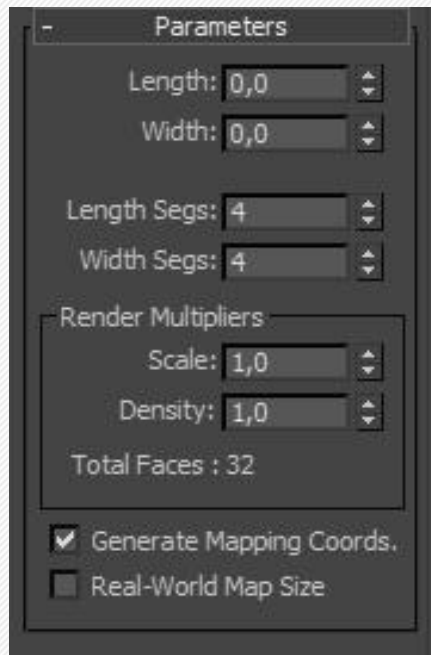 - Parameters
Length: 0,0
Width: 0,0
Length Segs: 4
Width Segs: 4
Render Multipliers
Scale: 1,0
Density: 1,0
Total Faces : 32
Generate Mapping Coords.
Real-World Map Size